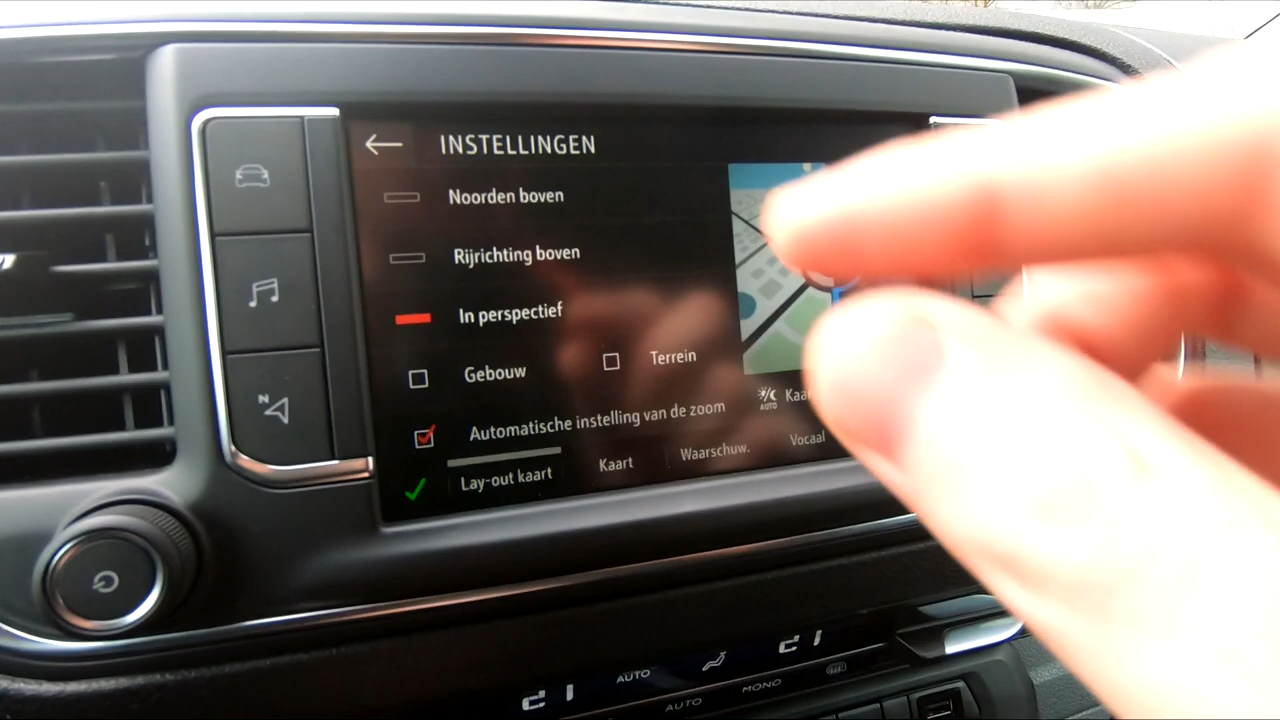 INSTELLINGEN
Noorden boven
Rijrichting boven
In perspectief
Gebouw Terrein
Automatische instelling van de zoom
AUTO
Lay-out kaart Kaart Waarschuw. Vocaal
N
AUTO
AUTO MONO